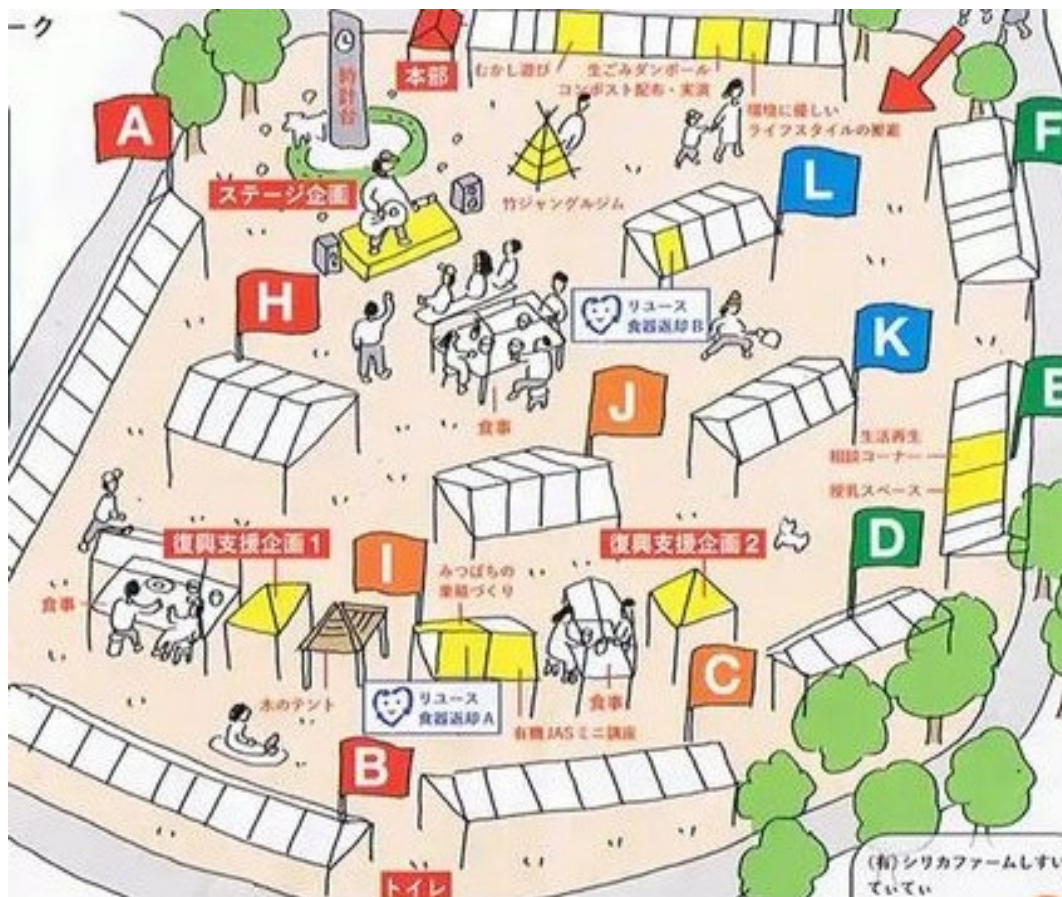 ーク
時計台
本部
むかし遊び
生ごみダンボール
コンポスト配布・実演
環境に優しい
ライフスタイルの提案
A
F
L
ステージ企画
竹ジャングルジム
H
リユース
食器返却B
K
J
食事
E
生活再生
相談コーナー
授乳スペース
復興支援企画1
I
みつばちの
巣箱づくり
復興支援企画2
D
食事
木のテント
リユース
食器返却A
食事
有機JASミニ講座
C
B
トイレ
(有)シリカファームしすい
ていてい